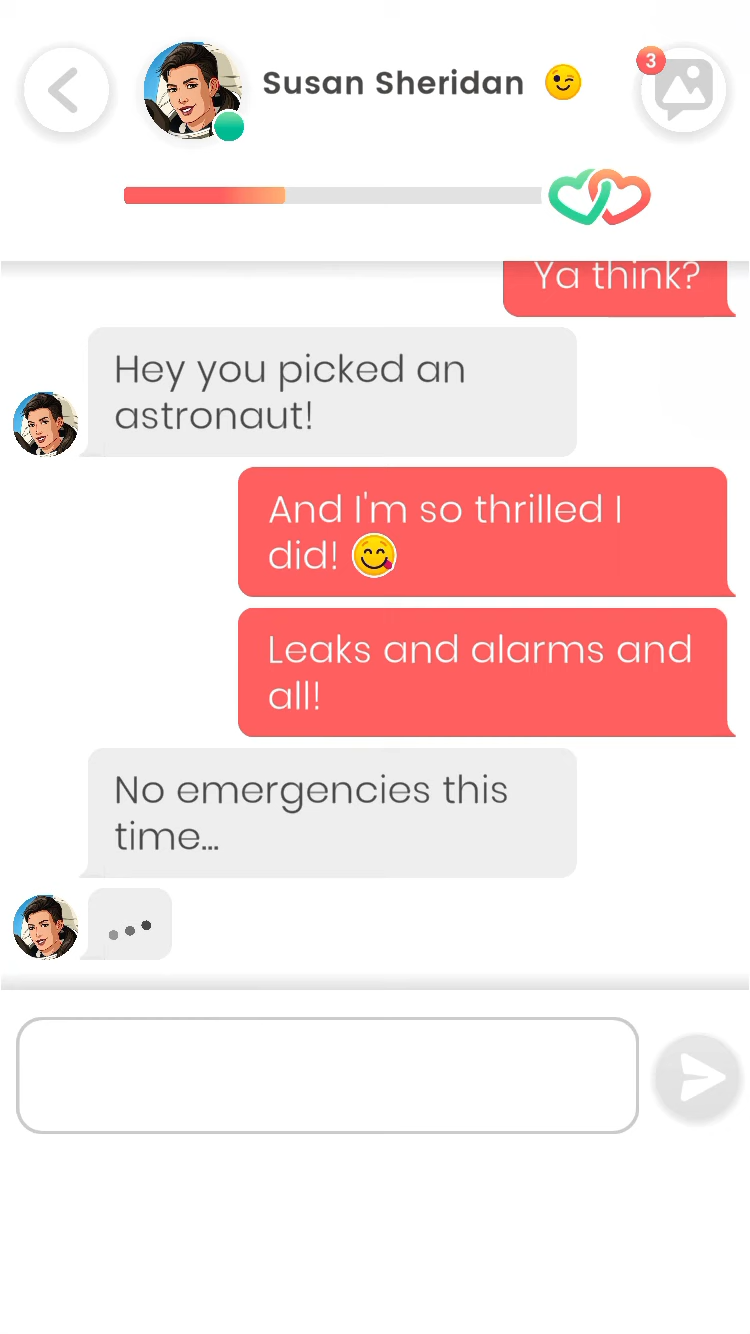 3
Susan Sheridan 😉
Ya think?
Hey you picked an
astronaut!
And I'm so thrilled I
did! 😋
Leaks and alarms and
all!
No emergencies this
time...